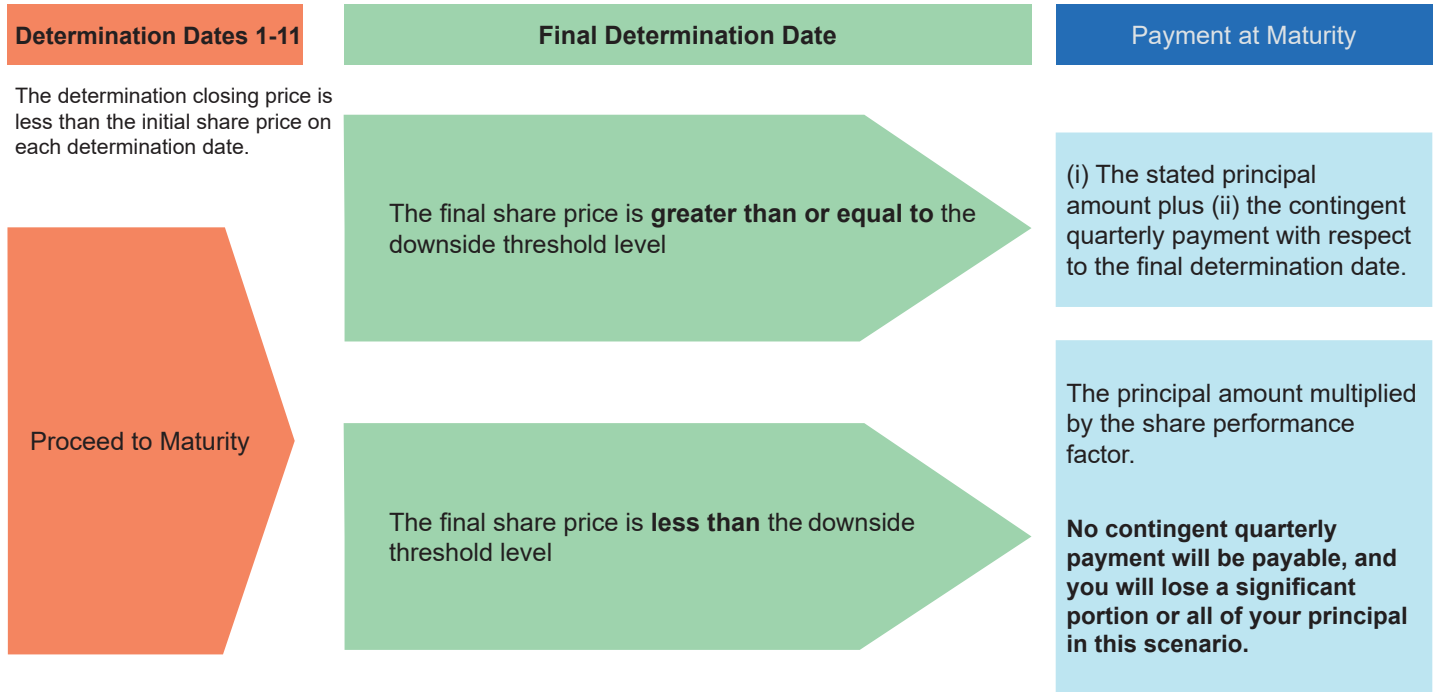 Determination Dates 1-11
The determination closing price is
less than the initial share price on
each determination date.
Proceed to Maturity
Final Determination Date
The final share price is greater than or equal to the
downside threshold level
The final share price is less than the downside
threshold level
Payment at Maturity
(i) The stated principal
amount plus (ii) the contingent
quarterly payment with respect
to the final determination date.
The principal amount multiplied
by the share performance
factor.
No contingent quarterly
payment will be payable, and
you will lose a significant
portion or all of your principal
in this scenario.